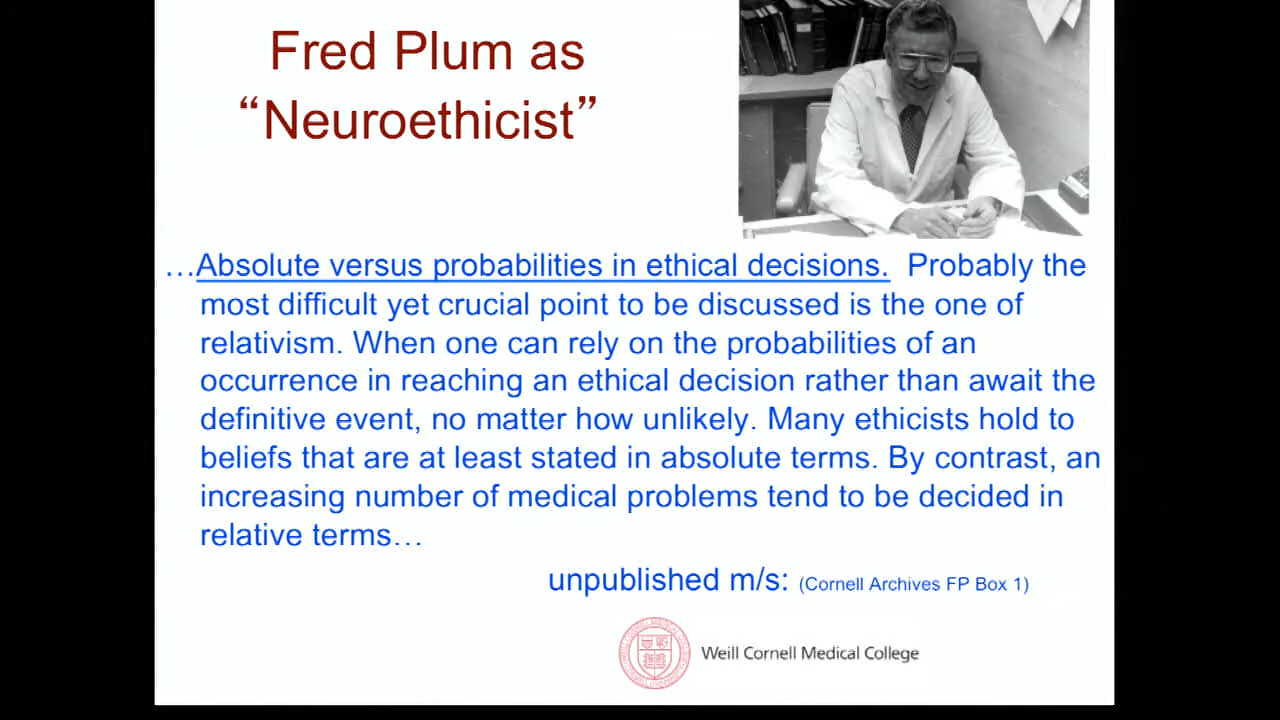 Fred Plum as
“Neuroethicist”
…Absolute versus probabilities in ethical decisions. Probably the
most difficult yet crucial point to be discussed is the one of
relativism. When one can rely on the probabilities of an
occurrence in reaching an ethical decision rather than await the
definitive event, no matter how unlikely. Many ethicists hold to
beliefs that are at least stated in absolute terms. By contrast, an
increasing number of medical problems tend to be decided in
relative terms…
unpublished m/s: (Cornell Archives FP Box 1)
Weill Cornell Medical College